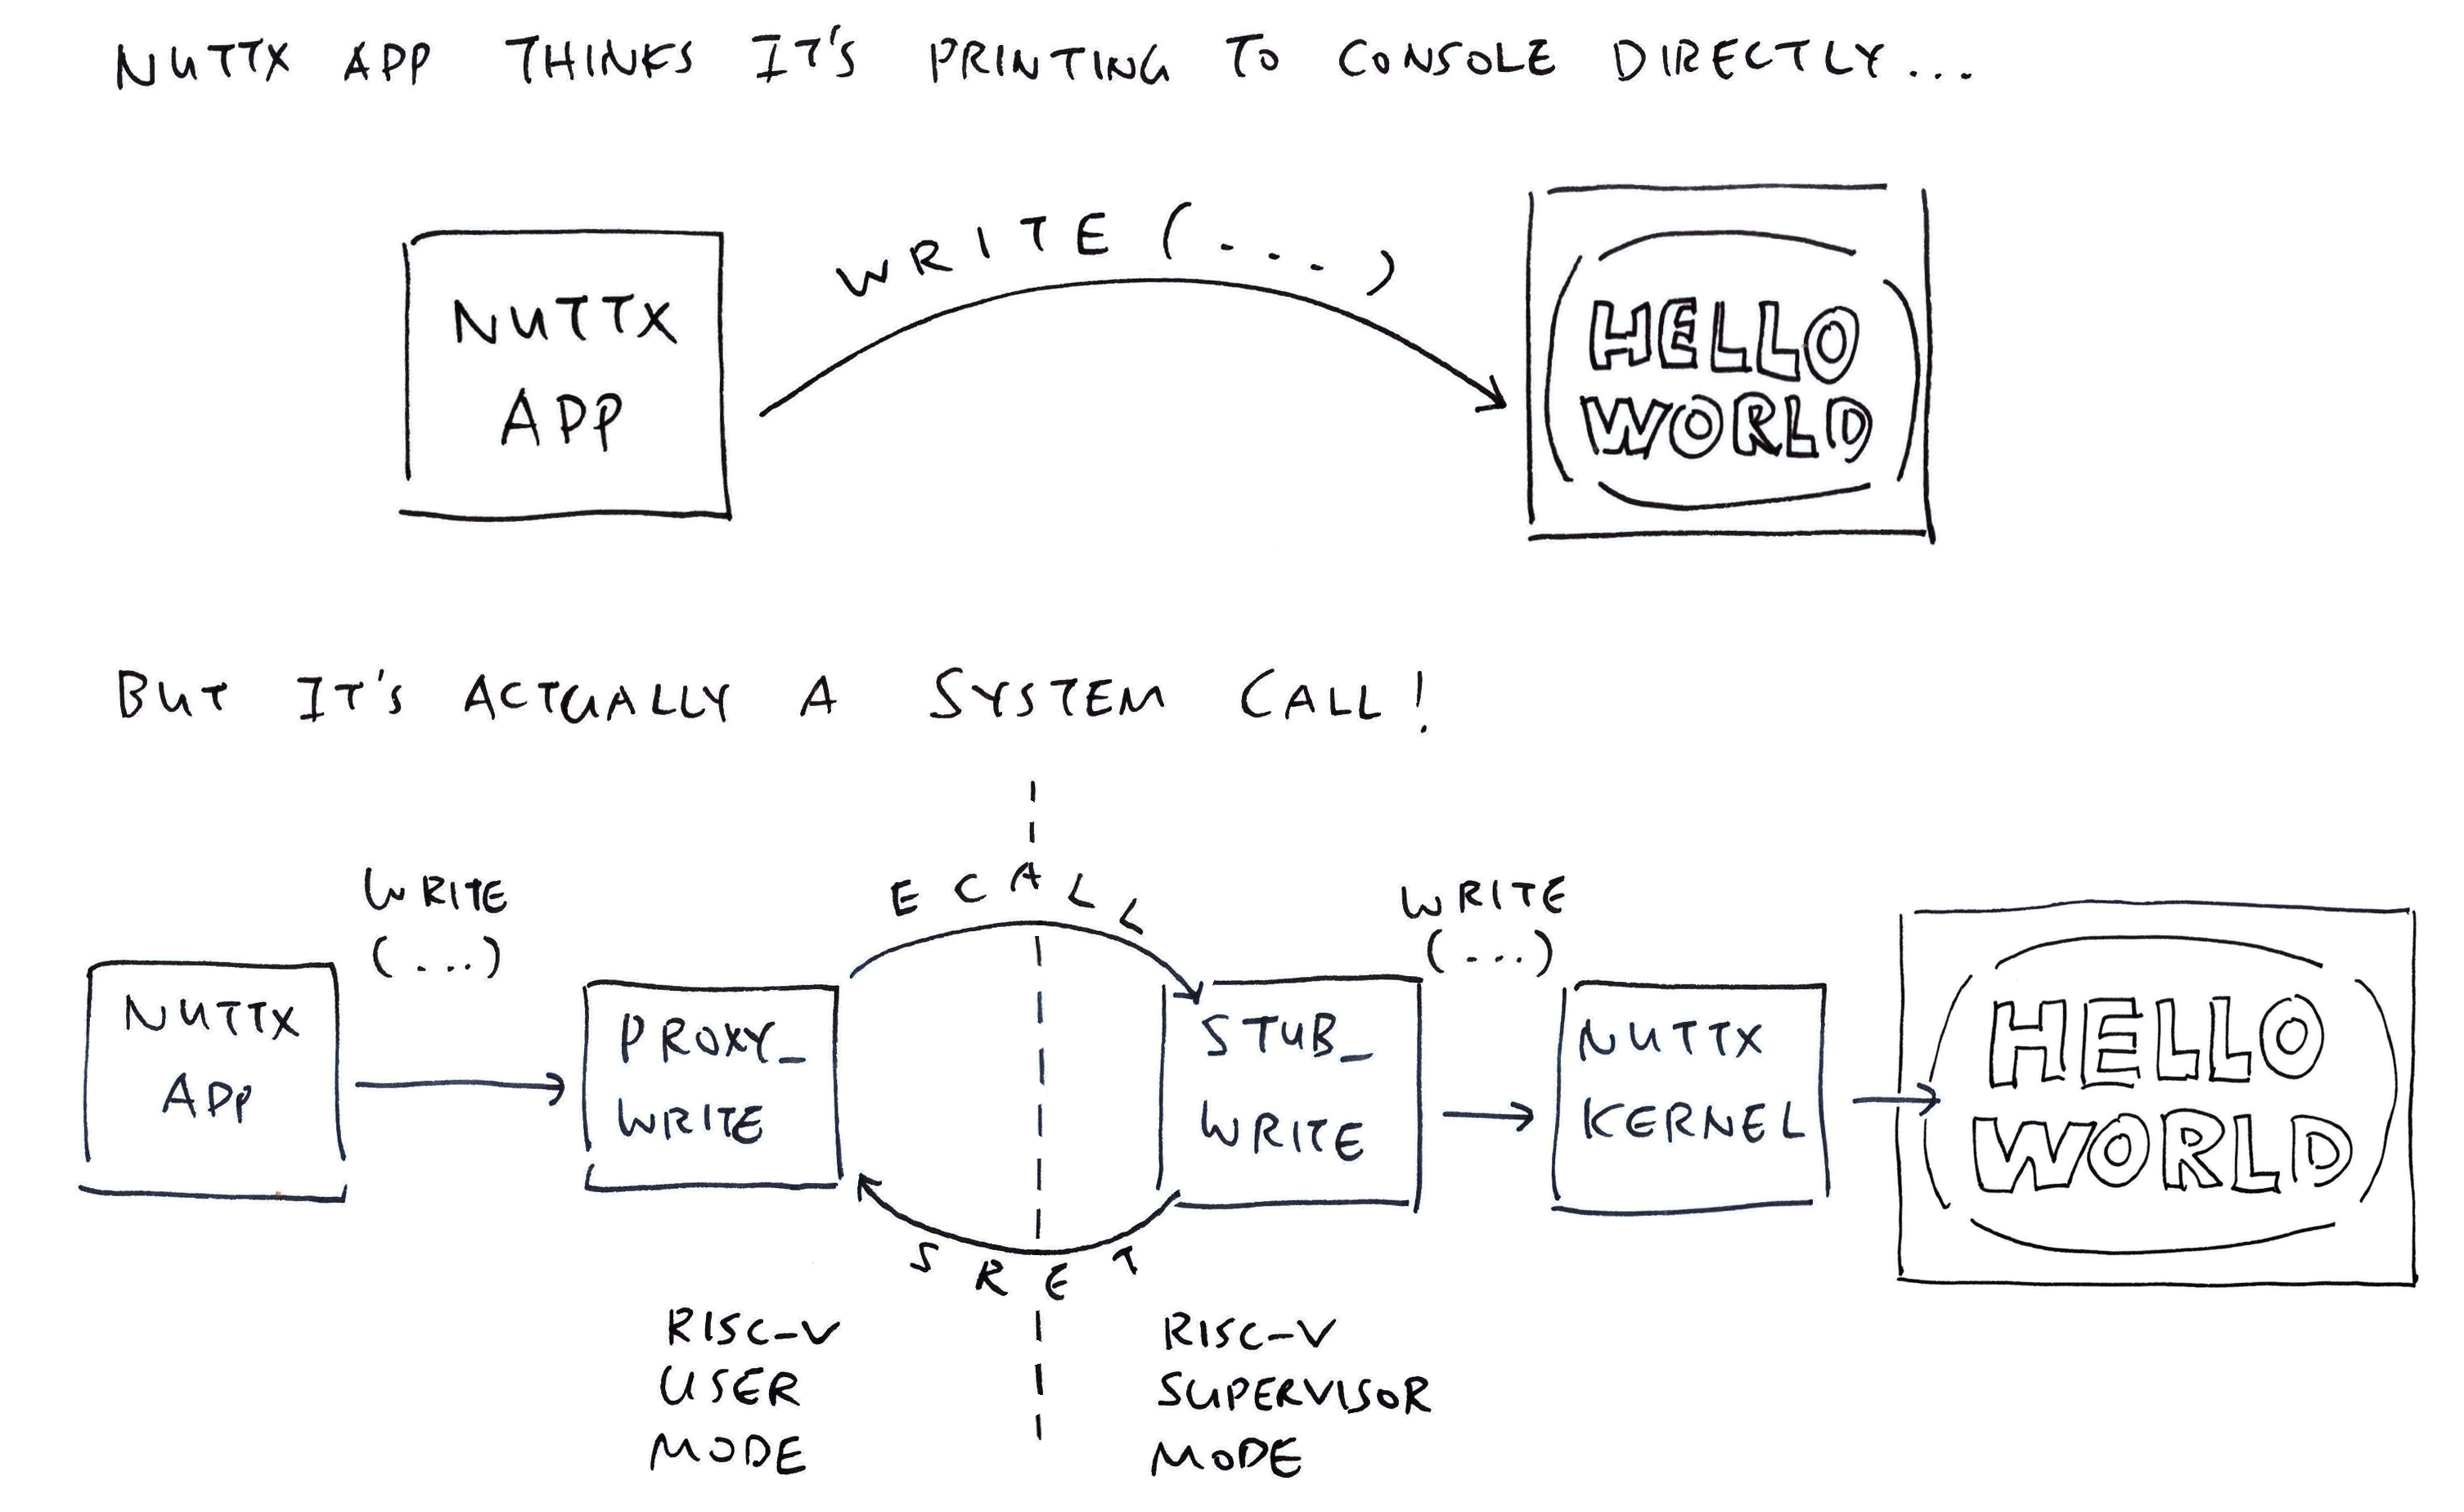 NUTTX APP THINKS IT'S PRINTING TO CONSOLE DIRECTLY...
WRITE (...)
NUTTX
APP
HELLO
WORLD
BUT IT'S ACTUALLY A SYSTEM CALL!
WRITE
(...)
ECALL
WRITE
(...)
NUTTX
APP
PROXY_
WRITE
STUB_
WRITE
NUTTX
KERNEL
HELLO
WORLD
SRET
RISC-V
USER
MODE
RISC-V
SUPERVISOR
MODE